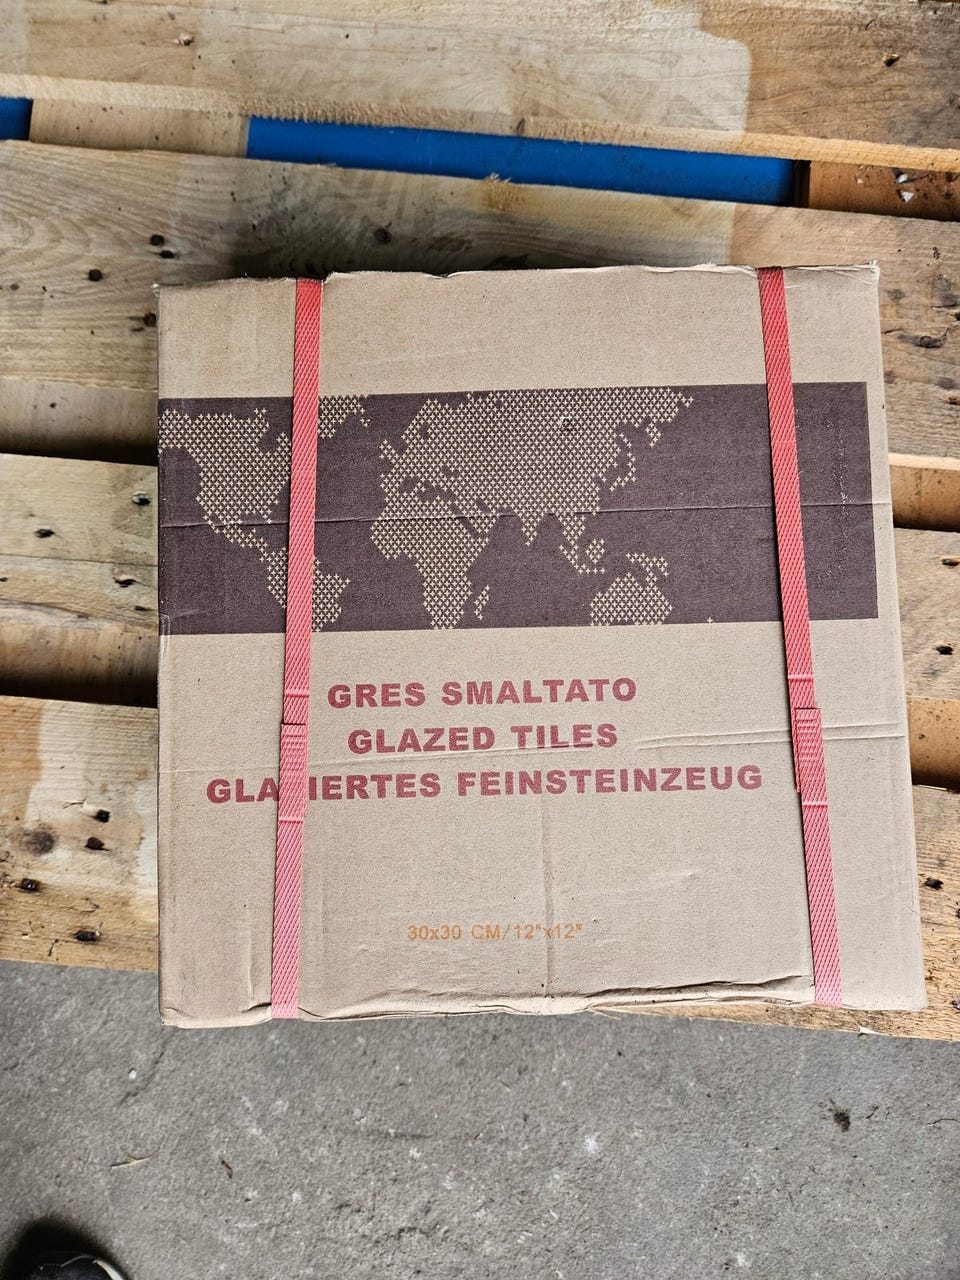 GRES SMALTATO
GLAZED TILES
FEINSTEINZEUG
30x30 CM/12"x12"